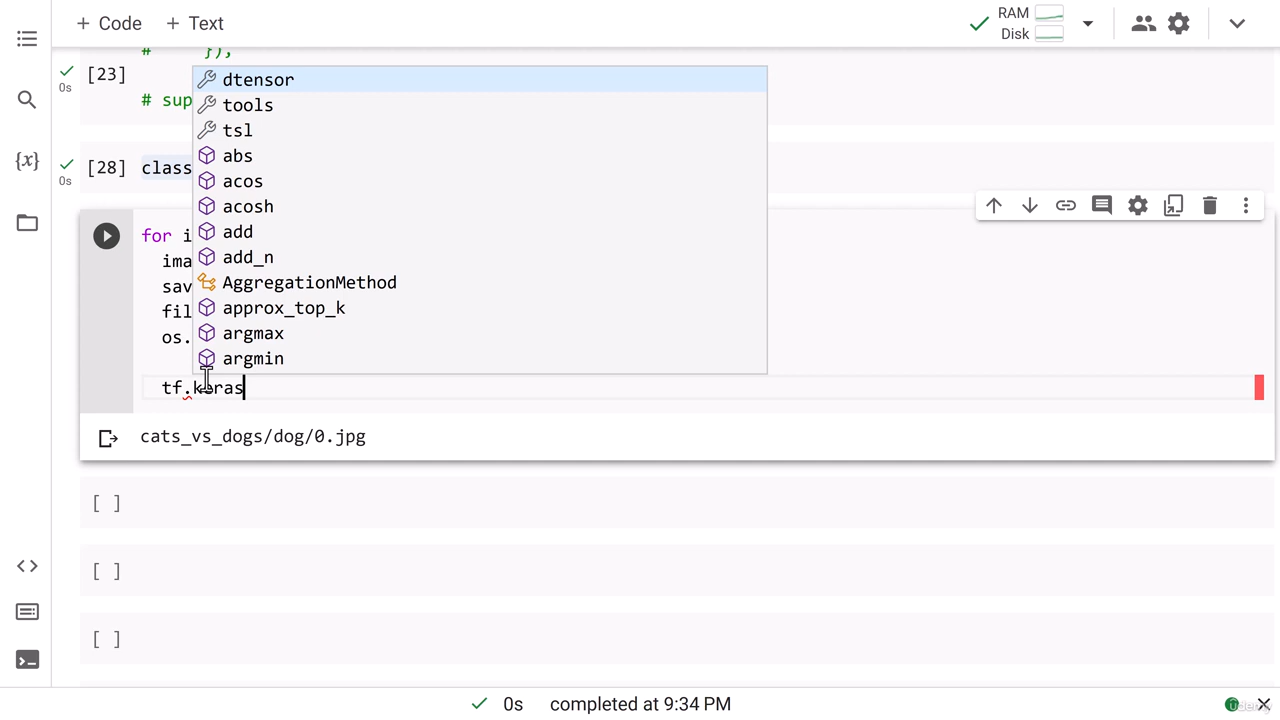 + Code + Text
RAM
Disk
# });
[23]
0s
# sup
[28] class
0s
dtensor
tools
tsl
abs
acos
acosh
add
add_n
AggregationMethod
approx_top_k
argmax
argmin
for i
ima
sav
fil
os.
tf.keras
cats_vs_dogs/dog/0.jpg
[ ]
[ ]
[ ]
{x}
0s completed at 9:34 PM
udemy